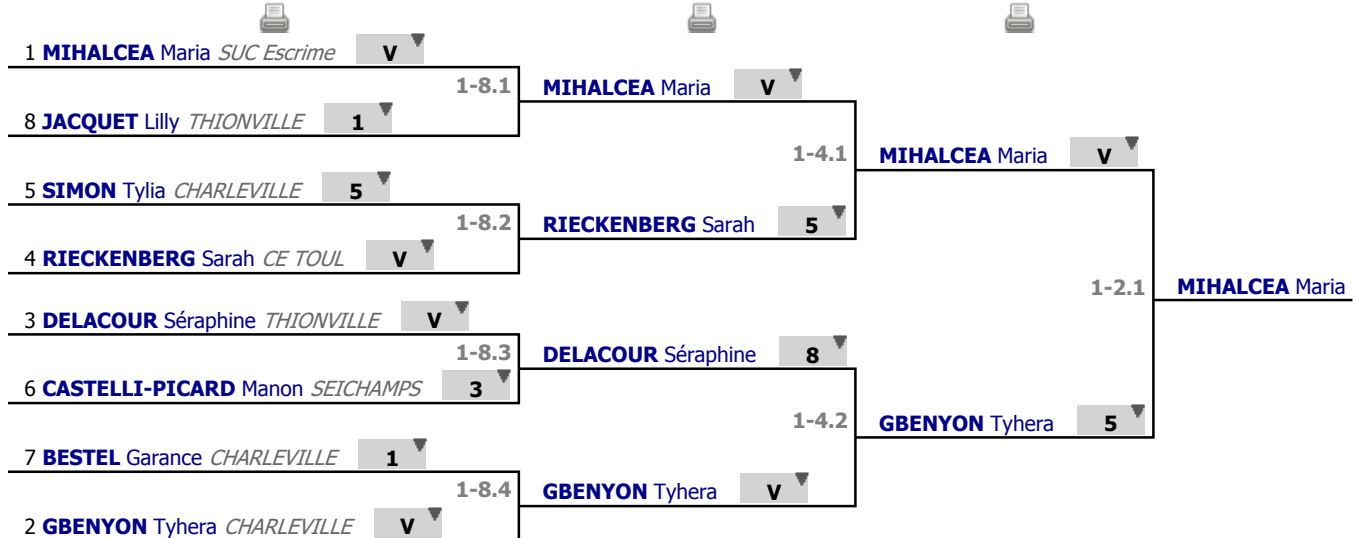 1 MIHALCEA Maria SUC Escrime V
1-8.1
MIHALCEA Maria V
8 JACQUET Lilly THIONVILLE 1
1-4.1
MIHALCEA Maria V
5 SIMON Tylia CHARLEVILLE 5
1-8.2
RIECKENBERG Sarah 5
4 RIECKENBERG Sarah CE TOUL V
1-2.1
MIHALCEA Maria
3 DELACOUR Séraphine THIONVILLE V
1-8.3
DELACOUR Séraphine 8
6 CASTELLI-PICARD Manon SEICHAMPS 3
1-4.2
GBENYON Tyhera 5
7 BESTEL Garance CHARLEVILLE 1
1-8.4
GBENYON Tyhera V
2 GBENYON Tyhera CHARLEVILLE V